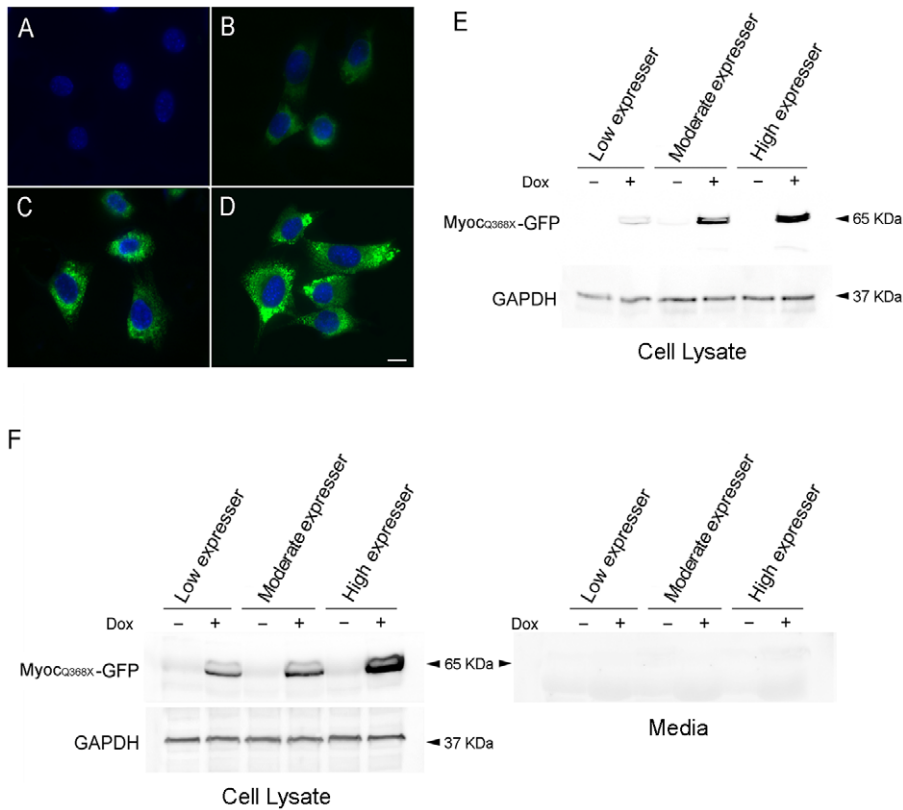 A
B
C
D
E
Low expresser
Moderate expresser
High expresser
Dox
– + – + – +
MyocQ368X-GFP
65 KDa
GAPDH
37 KDa
Cell Lysate
F
Low expresser
Moderate expresser
High expresser
Dox
– + – + – +
MyocQ368X-GFP
65 KDa
GAPDH
37 KDa
Cell Lysate
Low expresser
Moderate expresser
High expresser
Dox
– + – + – +
Media